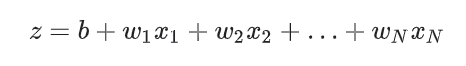 z = b + w₁x₁ + w₂x₂ + … + w_N x_N